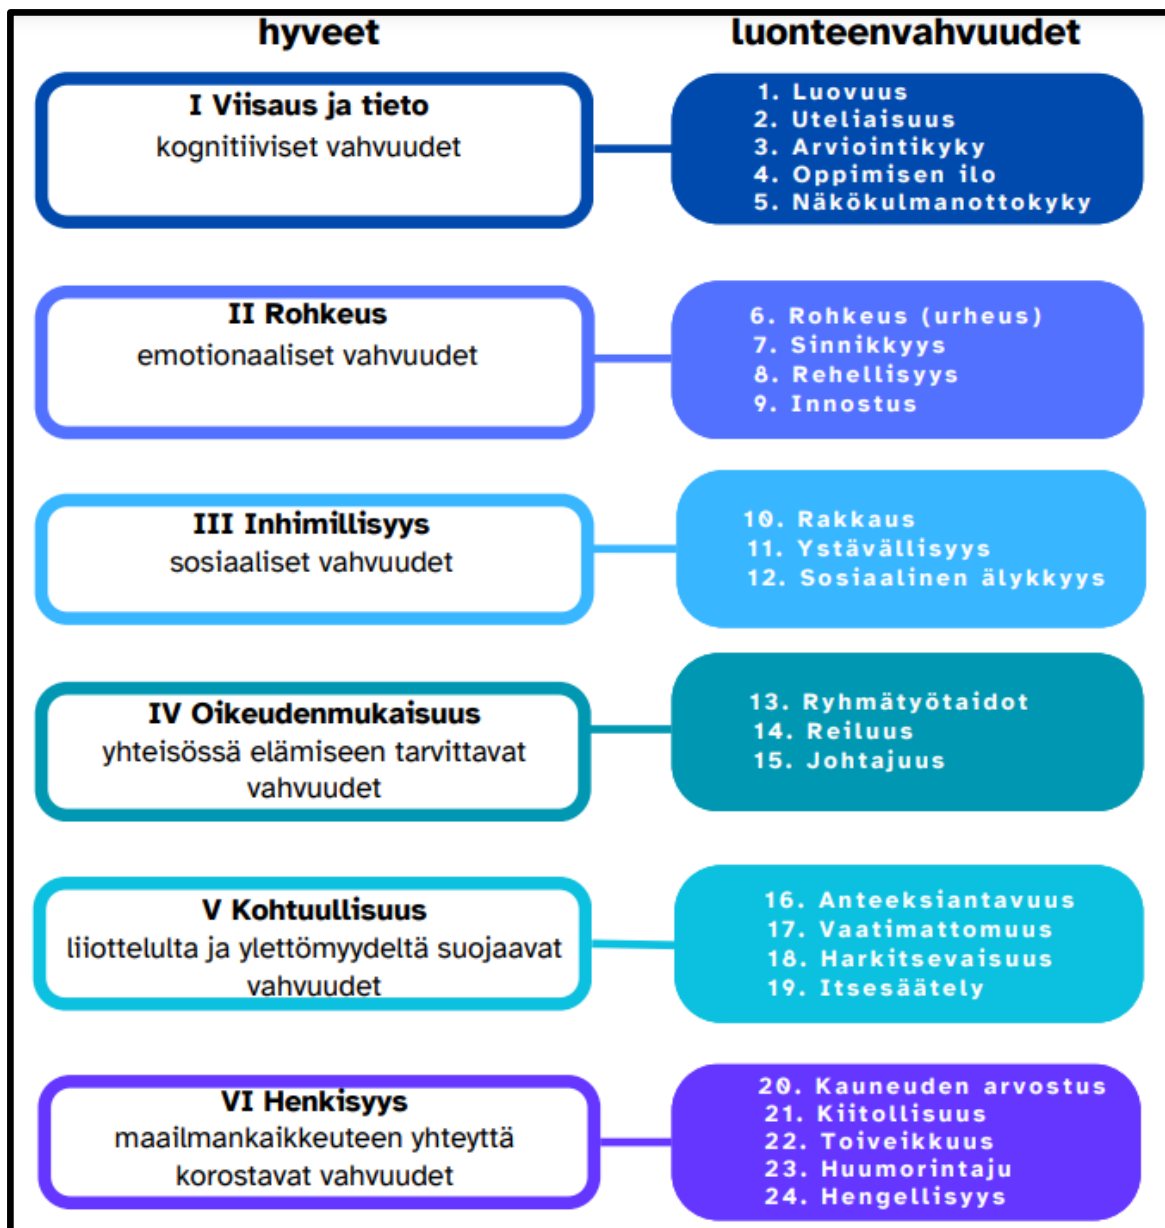 hyveet
luonteenvahvuudet
I Viisaus ja tieto
kognitiiviset vahvuudet
1. Luovuus
2. Uteliaisuus
3. Arviointikyky
4. Oppimisen ilo
5. Näkökulmanottokyky
II Rohkeus
emotionaaliset vahvuudet
6. Rohkeus (urheus)
7. Sinnikkyys
8. Rehellisyys
9. Innostus
III Inhimillisyys
sosiaaliset vahvuudet
10. Rakkaus
11. Ystävällisyys
12. Sosiaalinen älykkyys
IV Oikeudenmukaisuus
yhteisössä elämiseen tarvittavat
vahvuudet
13. Ryhmätyötaidot
14. Reiluus
15. Johtajuus
V Kohtuullisuus
liiottelulta ja ylettömyydeltä suojaavat
vahvuudet
16. Anteeksiantavuus
17. Vaatimattomuus
18. Harkitsevaisuus
19. Itsesäätely
VI Henkisyys
maailmankaikkeuteen yhteyttä
korostavat vahvuudet
20. Kauneuden arvostus
21. Kiitollisuus
22. Toiveikkuus
23. Huumorintaju
24. Hengellisyys